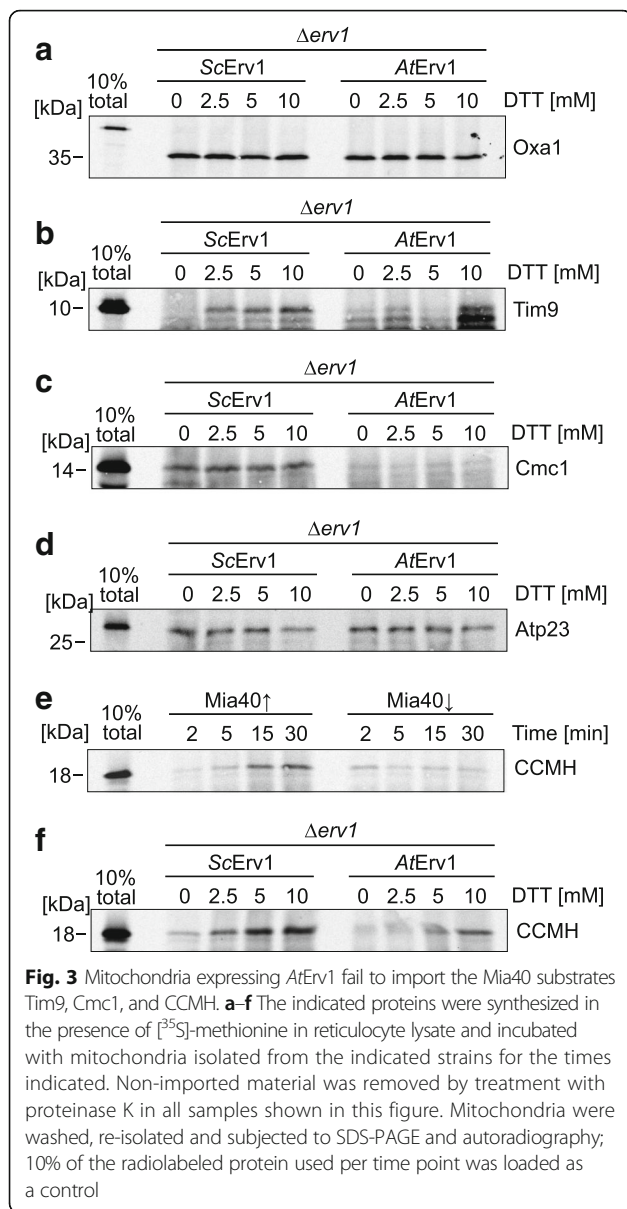 a
Δerv1
ScErv1 AtErv1
10% total
[kDa]
0 2.5 5 10 0 2.5 5 10 DTT [mM]
35 Oxa1
b
Δerv1
ScErv1 AtErv1
10% total
[kDa]
0 2.5 5 10 0 2.5 5 10 DTT [mM]
10 Tim9
c
Δerv1
ScErv1 AtErv1
10% total
[kDa]
0 2.5 5 10 0 2.5 5 10 DTT [mM]
14 Cmc1
d
Δerv1
ScErv1 AtErv1
10% total
[kDa]
0 2.5 5 10 0 2.5 5 10 DTT [mM]
25 Atp23
e
Mia40↑ Mia40↓
10% total
[kDa]
2 5 15 30 2 5 15 30 Time [min]
18 CCMH
f
Δerv1
ScErv1 AtErv1
10% total
[kDa]
0 2.5 5 10 0 2.5 5 10 DTT [mM]
18 CCMH
Fig. 3 Mitochondria expressing AtErv1 fail to import the Mia40 substrates
Tim9, Cmc1, and CCMH. a–f The indicated proteins were synthesized in
the presence of [³⁵S]-methionine in reticulocyte lysate and incubated
with mitochondria isolated from the indicated strains for the times
indicated. Non-imported material was removed by treatment with
proteinase K in all samples shown in this figure. Mitochondria were
washed, re-isolated and subjected to SDS-PAGE and autoradiography;
10% of the radiolabeled protein used per time point was loaded as
a control